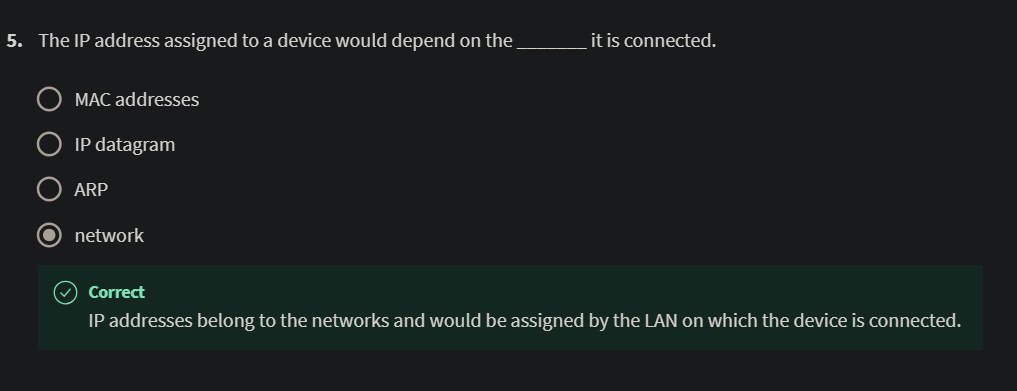 5. The IP address assigned to a device would depend on the _______ it is connected.
MAC addresses
IP datagram
ARP
network
Correct
IP addresses belong to the networks and would be assigned by the LAN on which the device is connected.